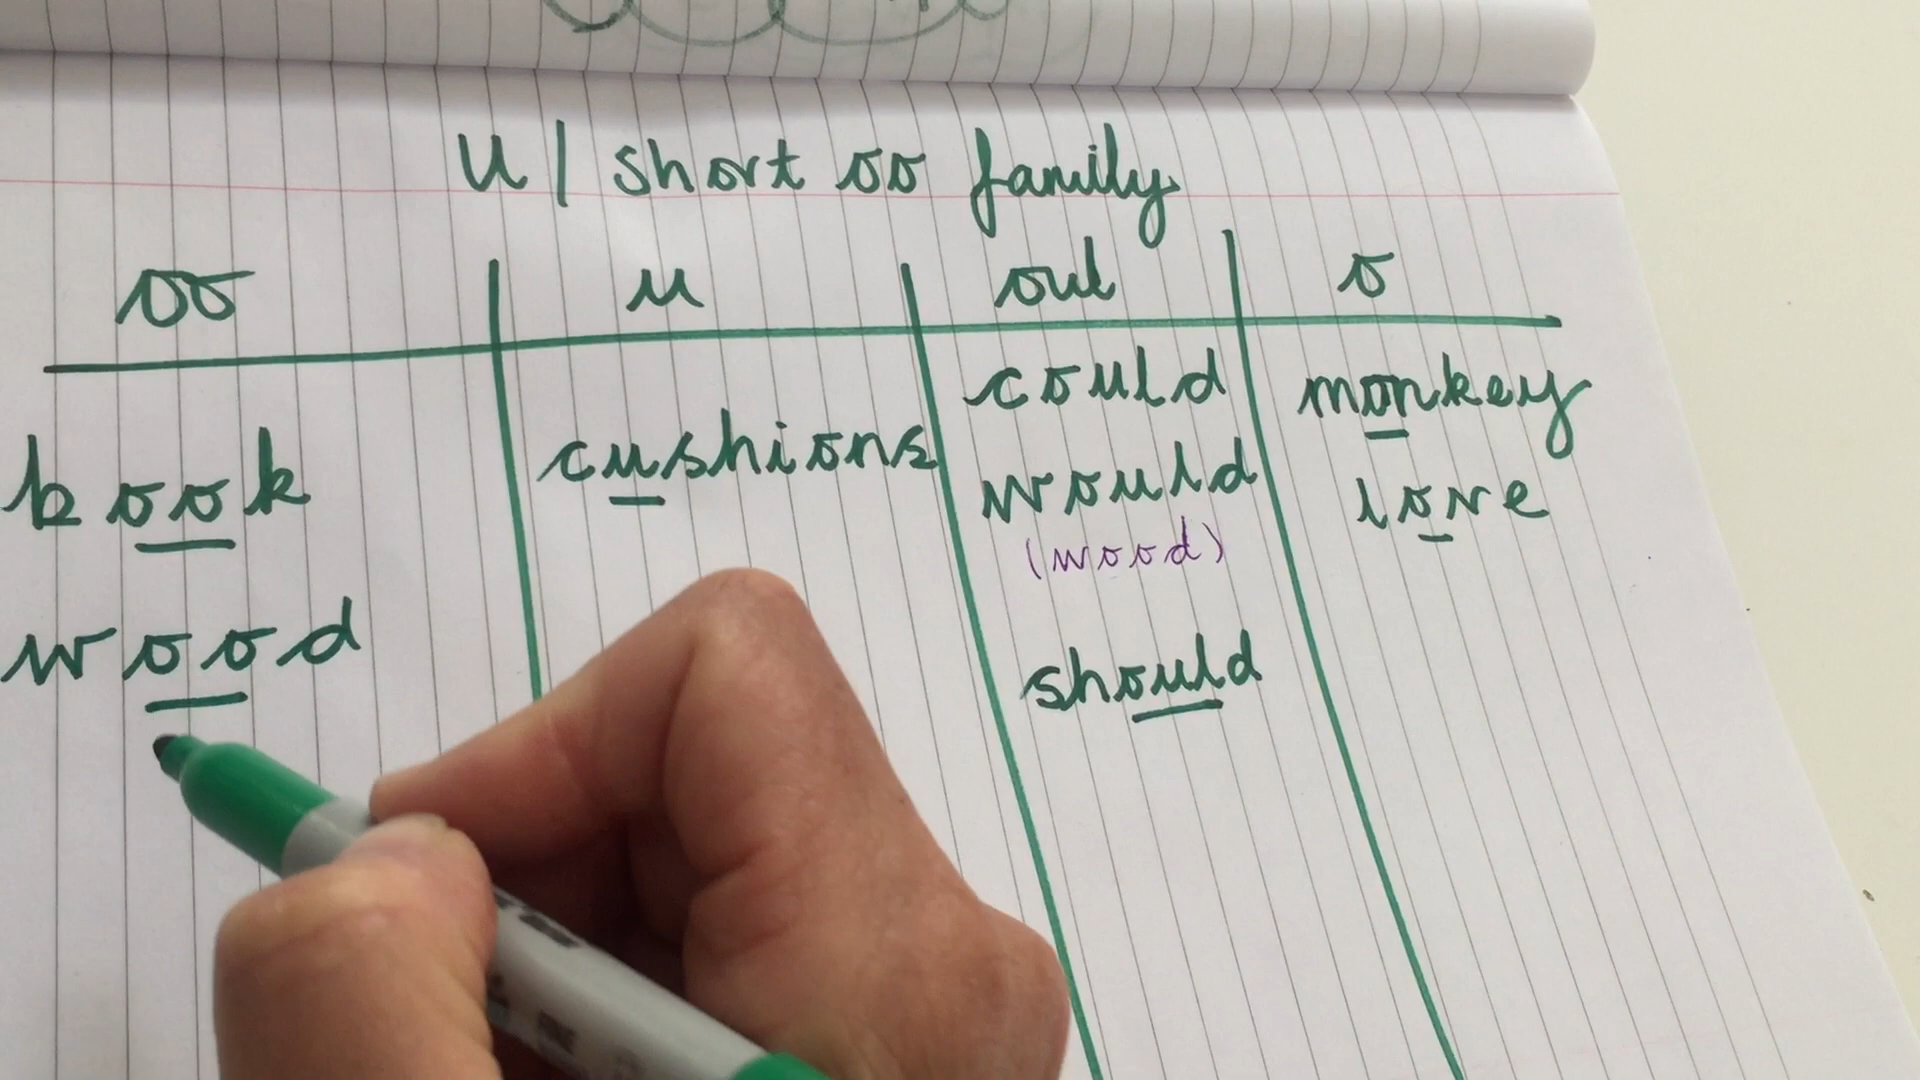 u / short oo family
oo u oul o
book cushions could monkey
wood would love
(wood)
should